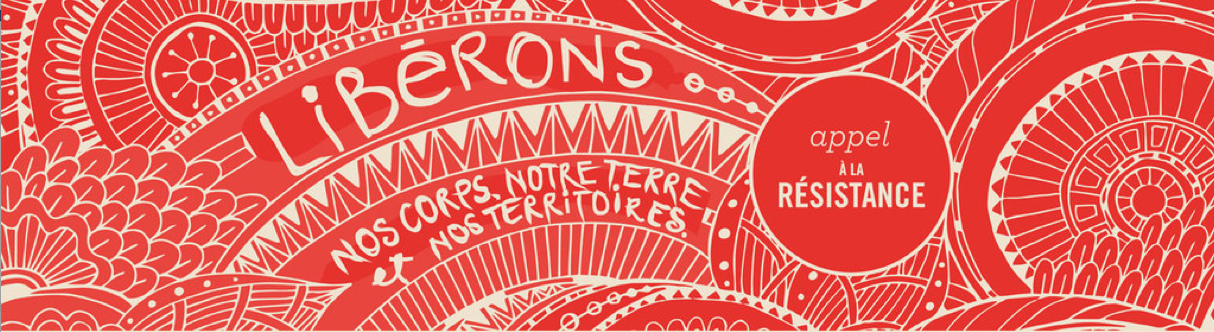 LiBÉRONS
NOS CORPS, NOTRE TERRE,
et NOS TERRITOiRES.
appel
À LA
RÉSISTANCE